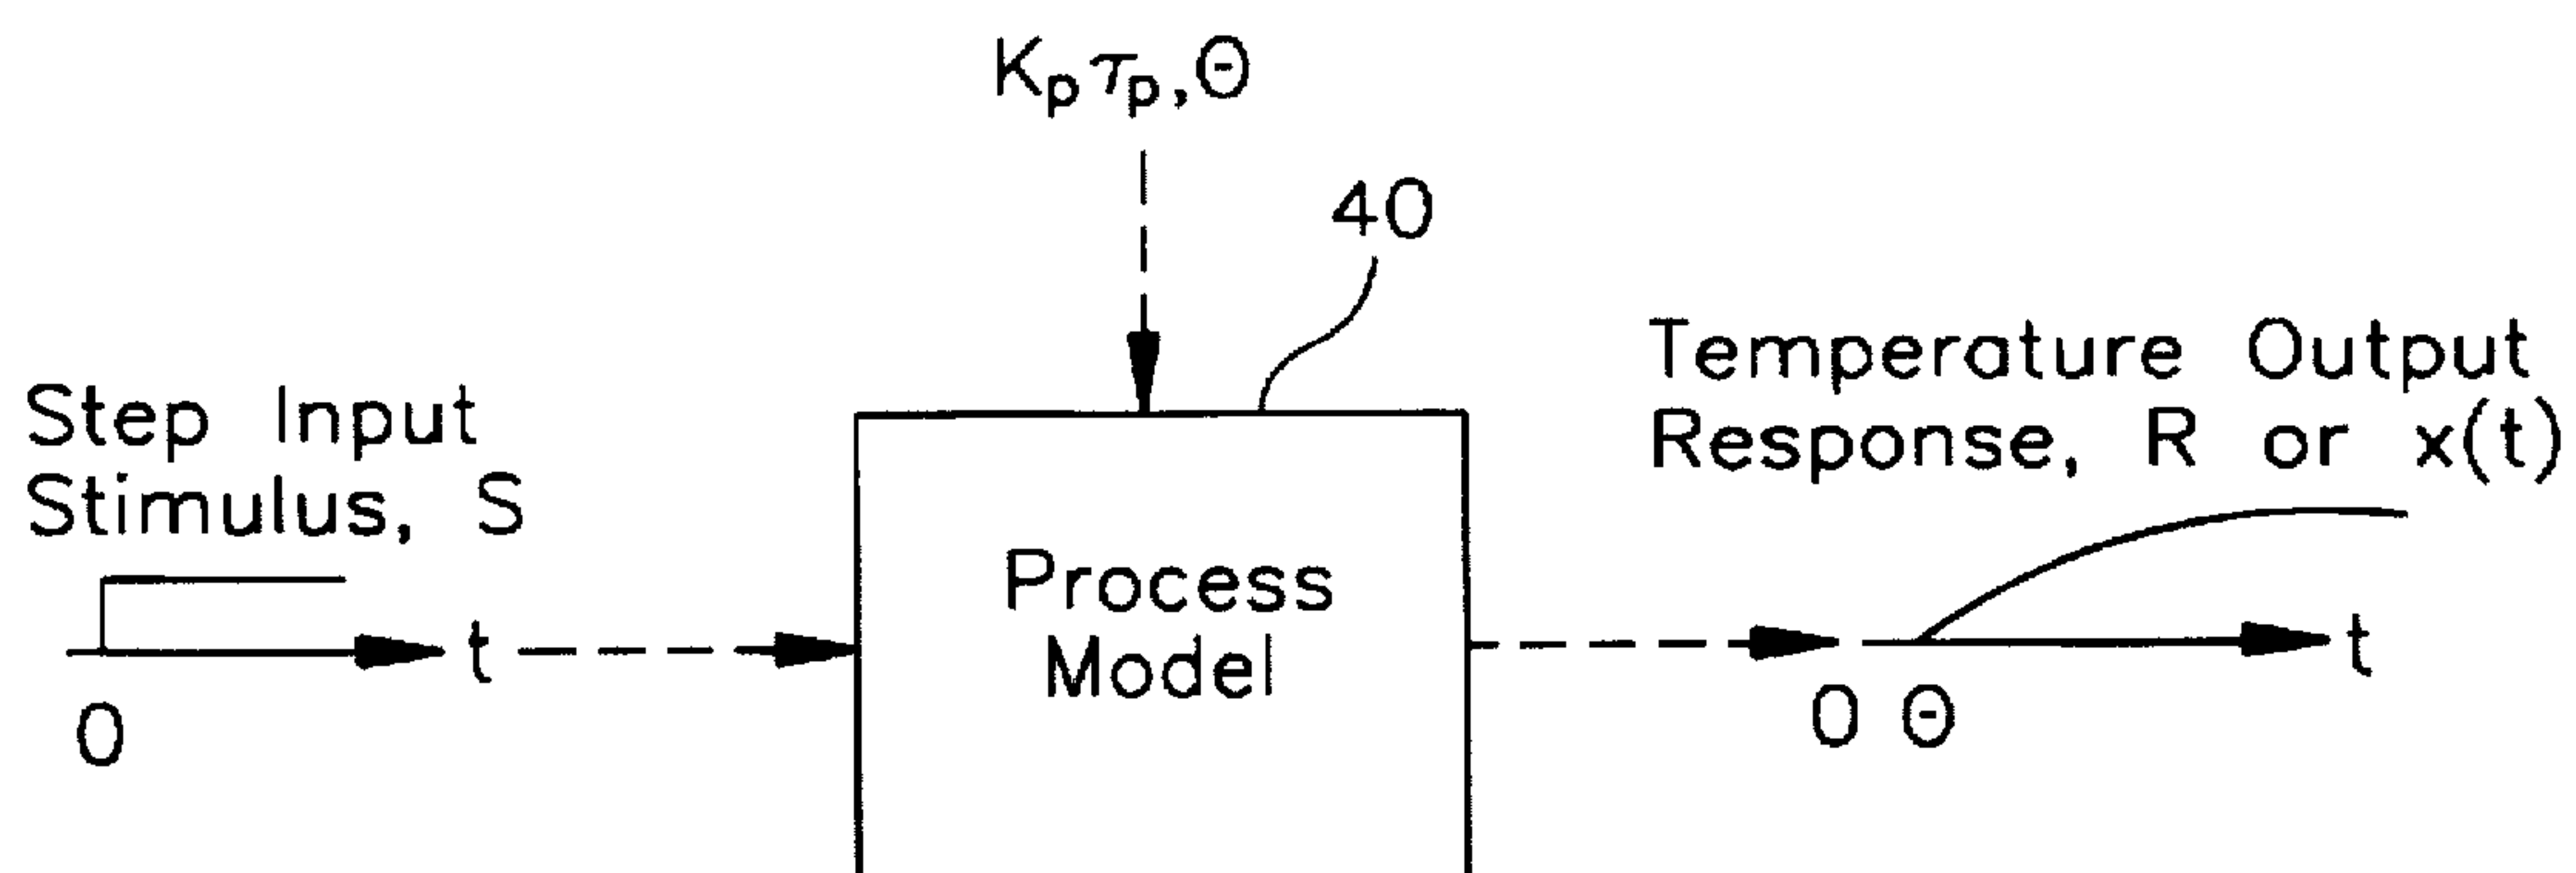 Kp τp, Θ
40
Step Input
Stimulus, S
t
0
Process
Model
Temperature Output
Response, R or x(t)
t
0 Θ